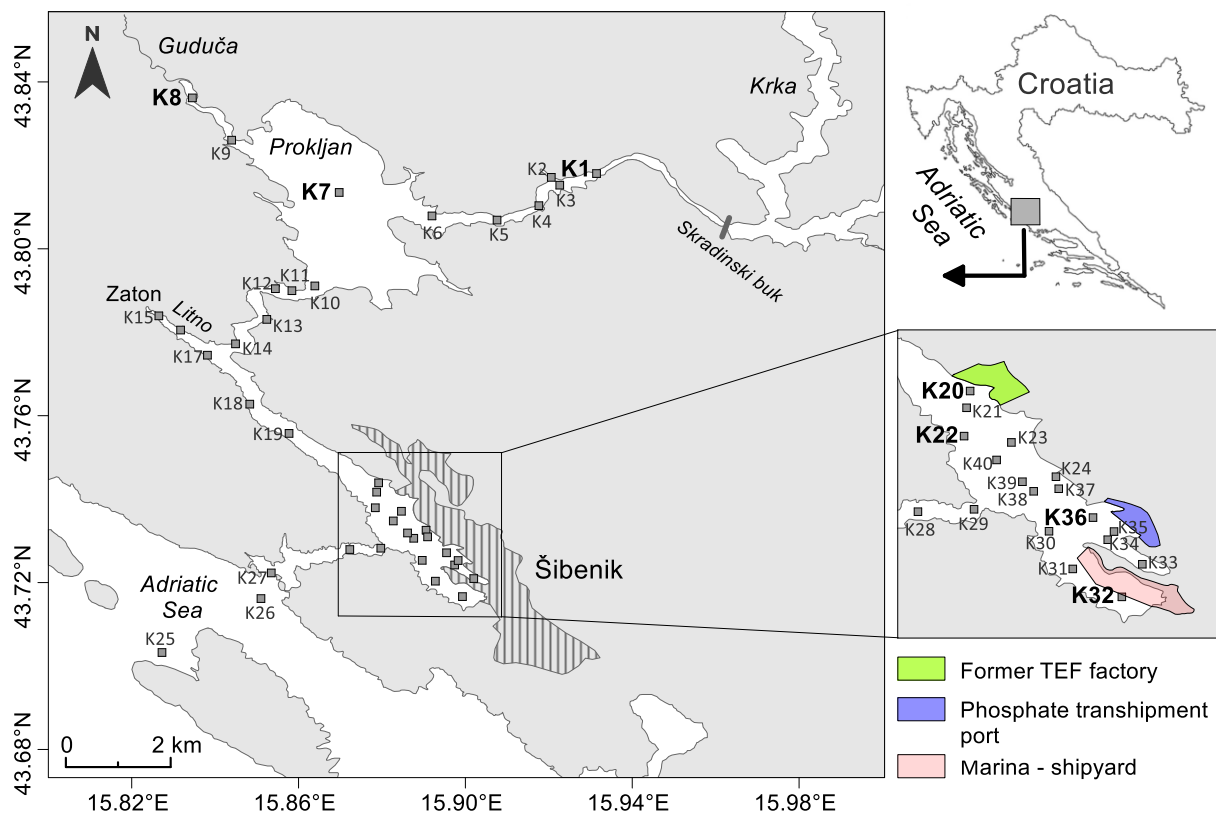 N
Guduča
K8
K9
Prokljan
K7
Krka
K2
K1
K3
K4
K5
K6
Skradinski buk
K12
K11
K10
Zaton
K15
Litno
K13
K14
K17
K18
K19
Šibenik
Adriatic
Sea
K27
K26
K25
0 2 km
43.84°N
43.80°N
43.76°N
43.72°N
43.68°N
15.82°E
15.86°E
15.90°E
15.94°E
15.98°E
Croatia
Adriatic
Sea
K20
K21
K22
K23
K40
K24
K39
K37
K38
K28
K29
K36
K35
K30
K34
K31
K33
K32
Former TEF factory
Phosphate transhipment
port
Marina - shipyard